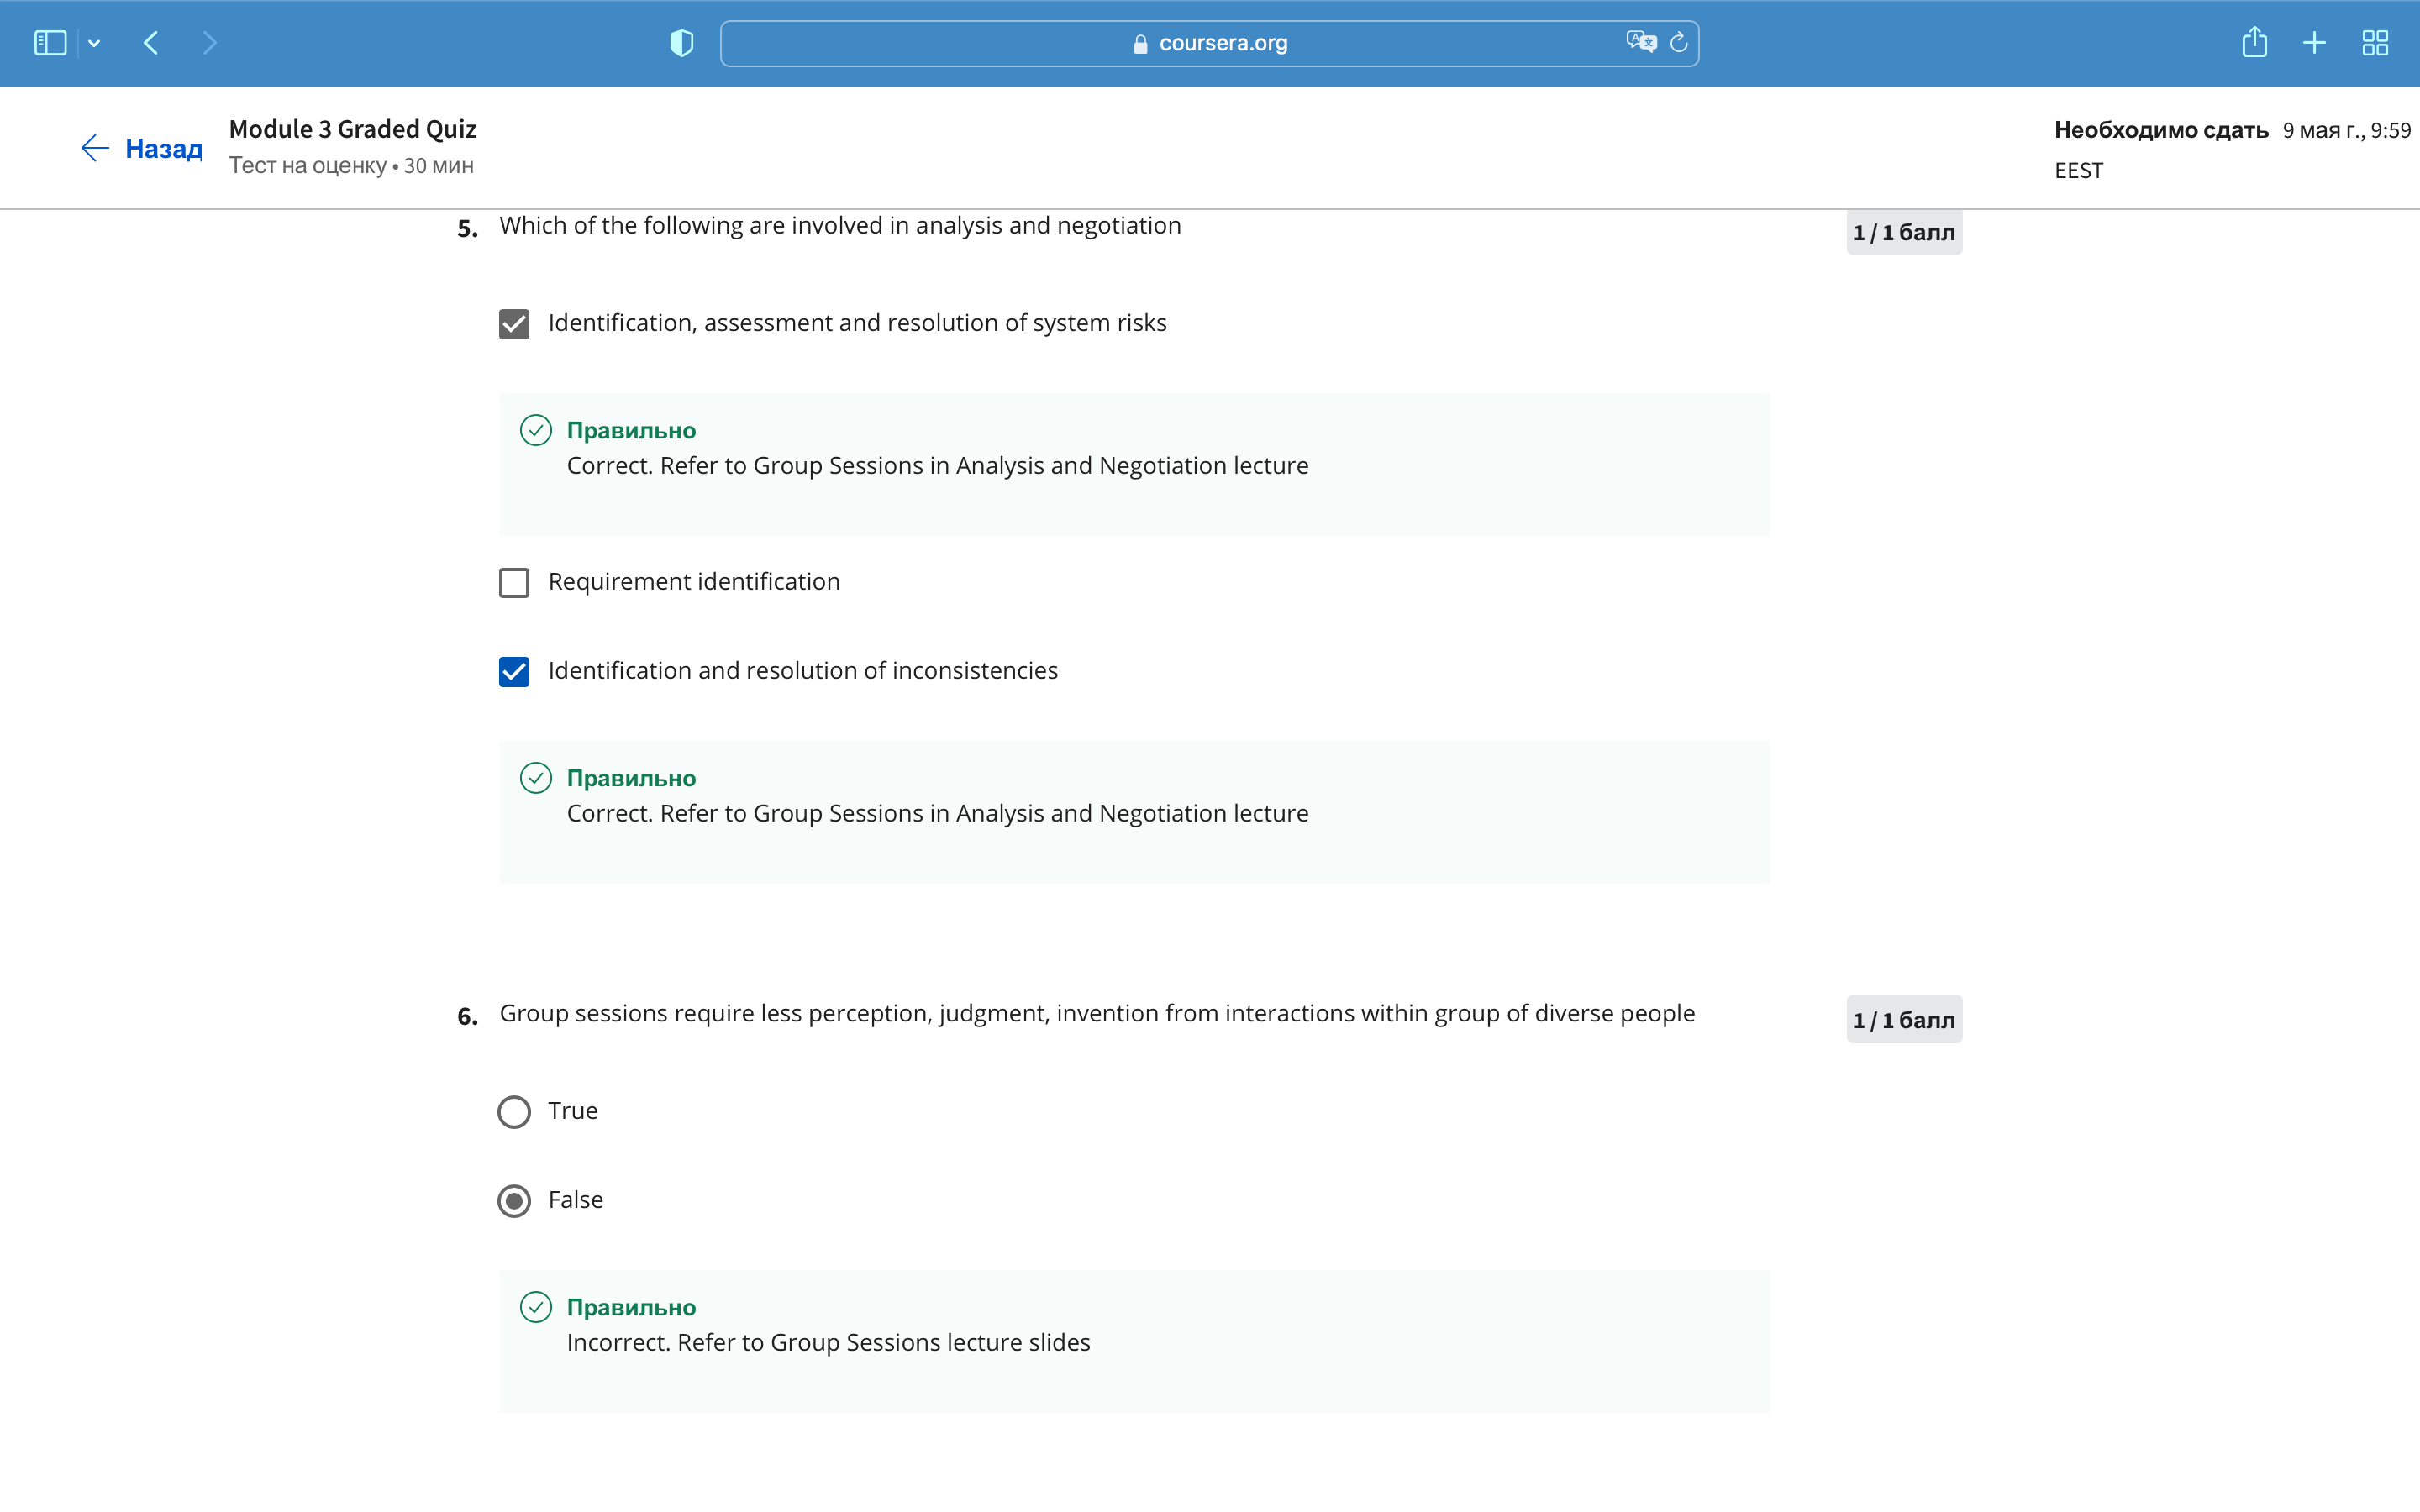 coursera.org
Назад
Module 3 Graded Quiz
Тест на оценку • 30 мин
Необходимо сдать 9 мая г., 9:59
EEST
5. Which of the following are involved in analysis and negotiation
1 / 1 балл
Identification, assessment and resolution of system risks
Правильно
Correct. Refer to Group Sessions in Analysis and Negotiation lecture
Requirement identification
Identification and resolution of inconsistencies
Правильно
Correct. Refer to Group Sessions in Analysis and Negotiation lecture
6. Group sessions require less perception, judgment, invention from interactions within group of diverse people
1 / 1 балл
True
False
Правильно
Incorrect. Refer to Group Sessions lecture slides